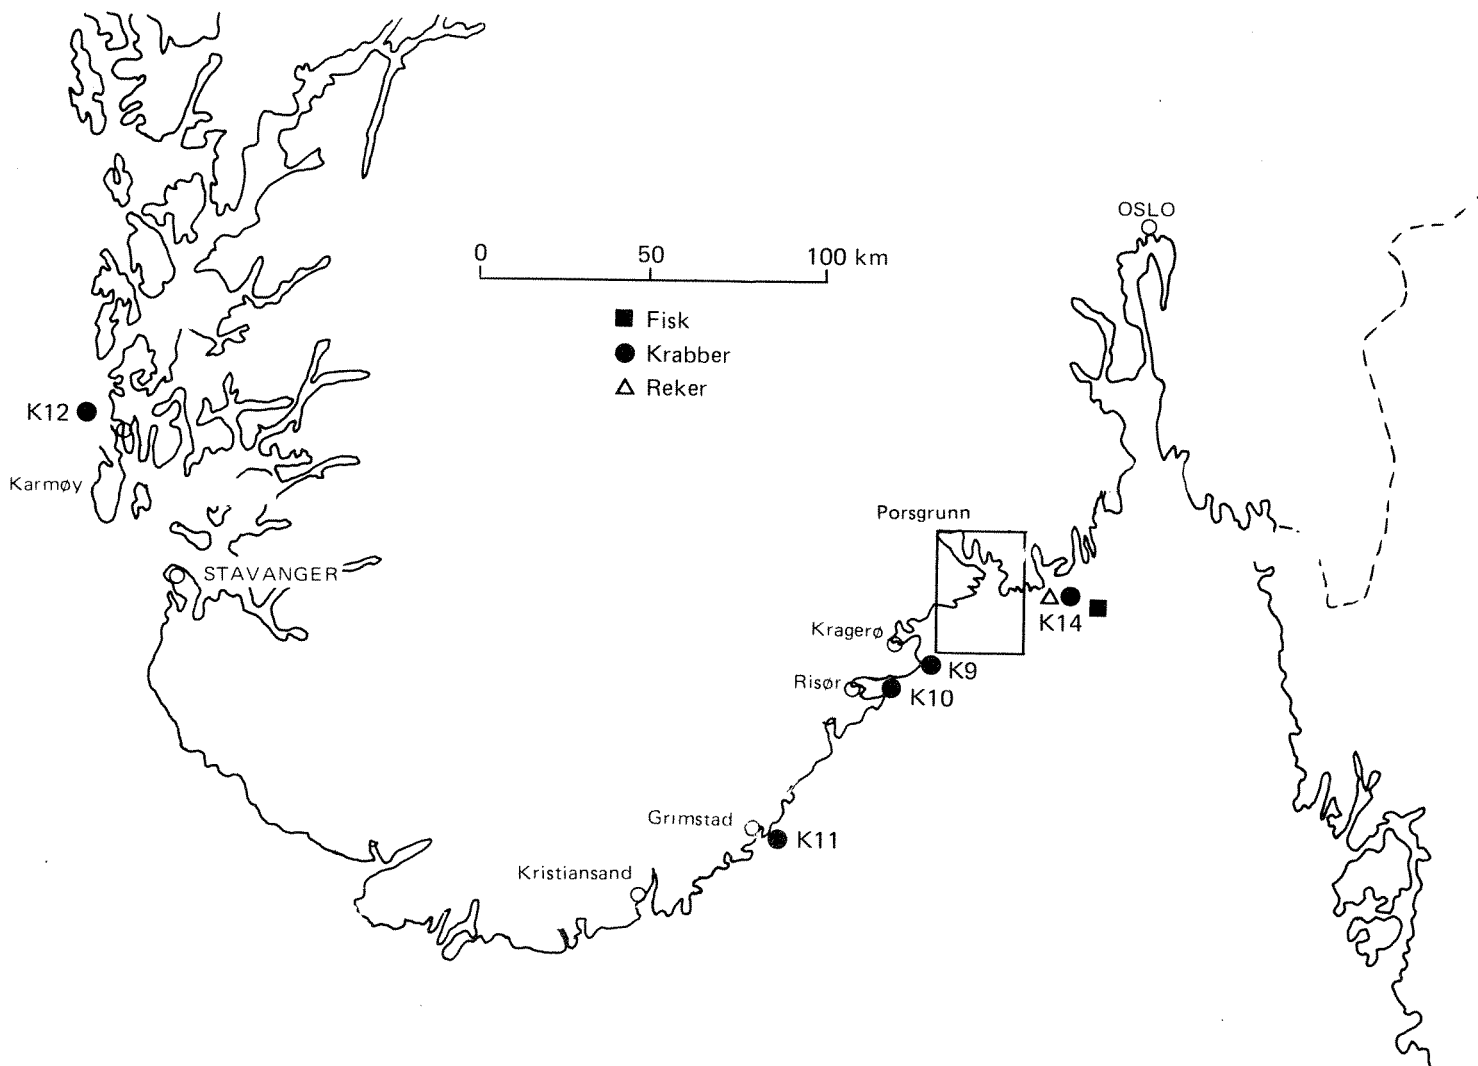 OSLO
0 50 100 km
Fisk
Krabber
Reker
K12
Karmøy
Porsgrunn
STAVANGER
K14
Kragerø
K9
Risør
K10
Grimstad
K11
Kristiansand